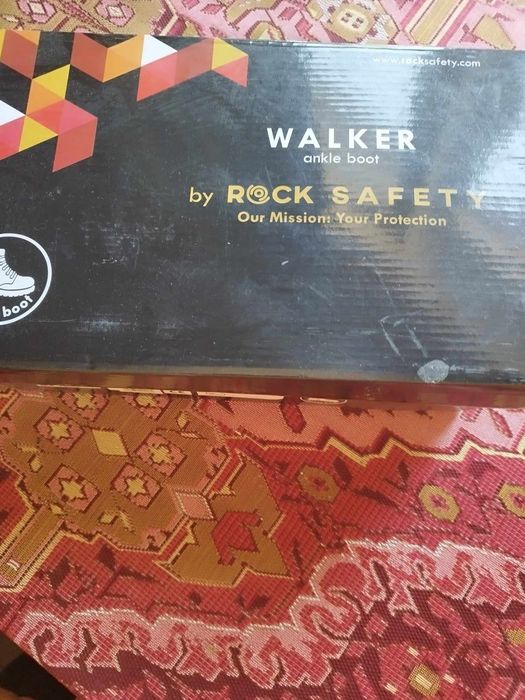 www.rocksafety.com
WALKER
ankle boot
by ROCK SAFETY
Our Mission: Your Protection
boot